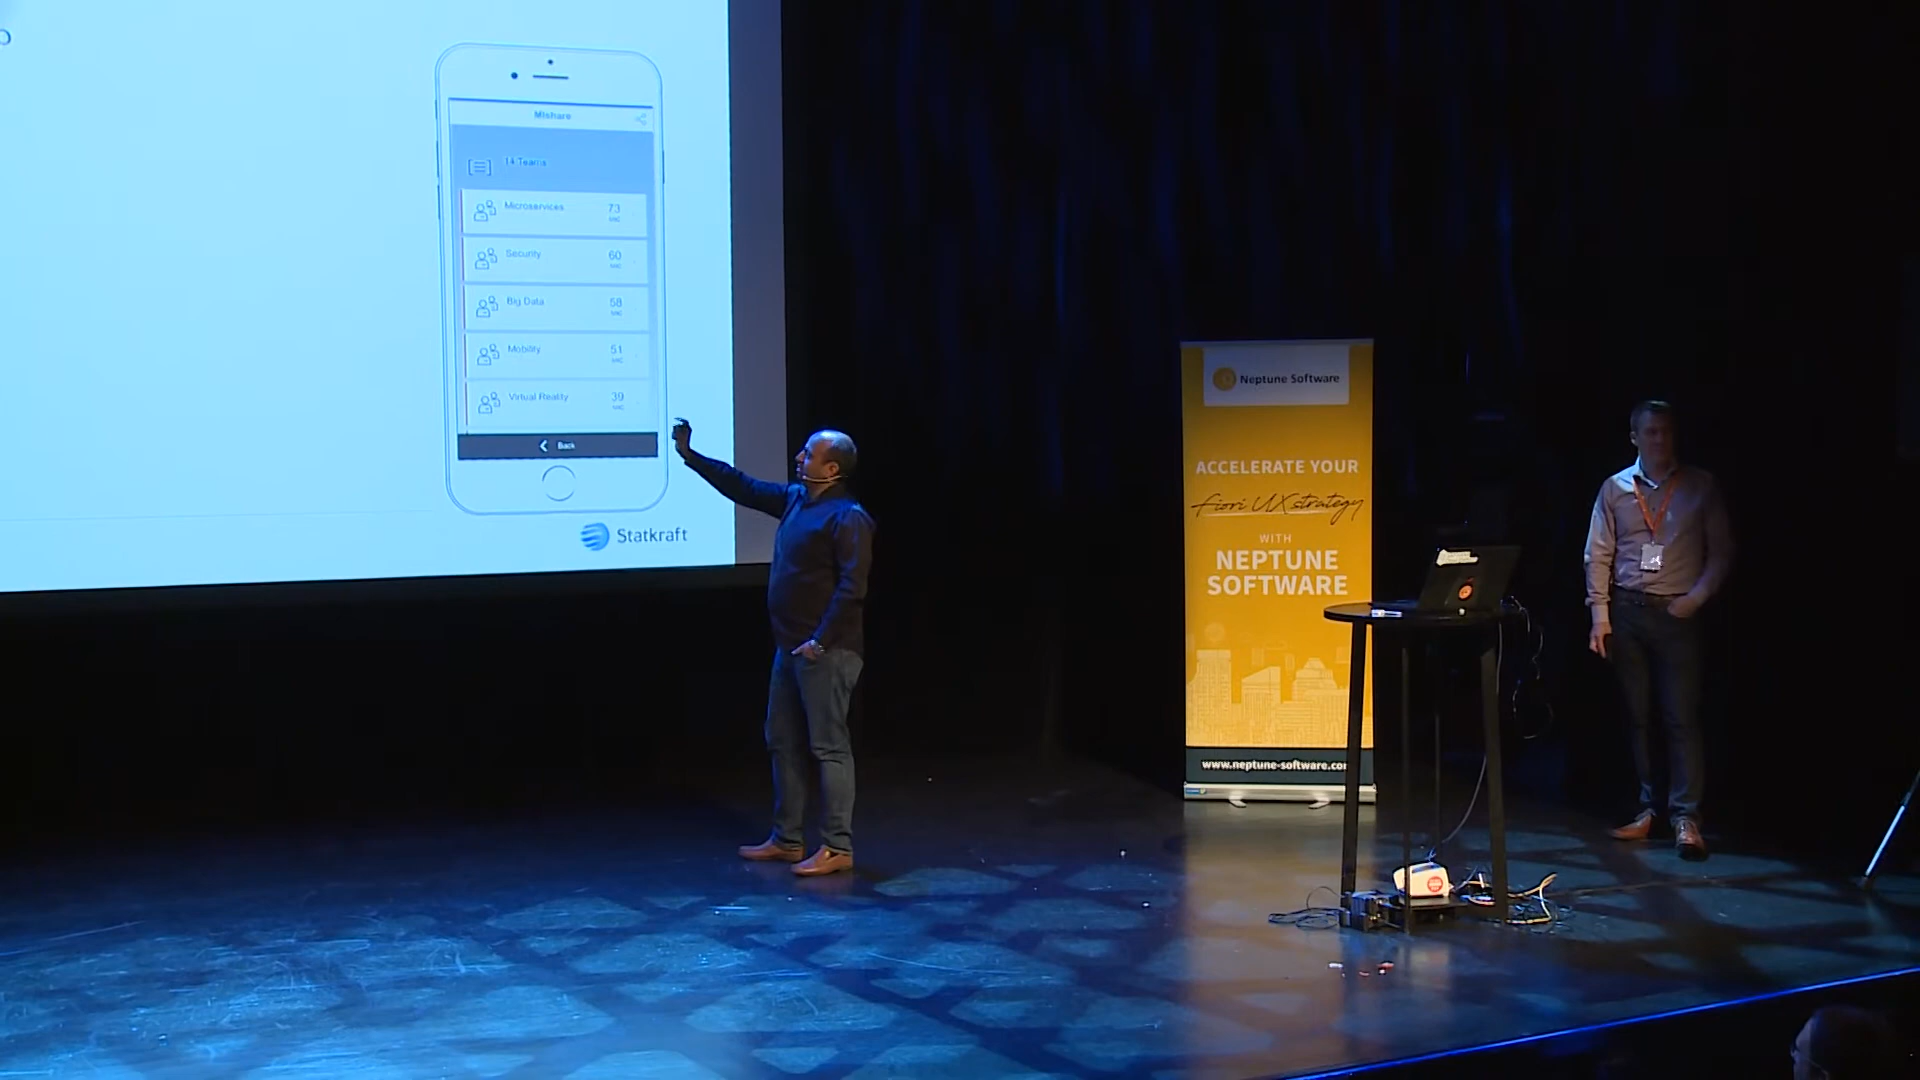 MIshare
14 Teams
Microservices 73
Security 60
Big Data 58
Mobility 51
Virtual Reality 39
Back
Statkraft
Neptune Software
ACCELERATE YOUR
fiori UX strategy
WITH
NEPTUNE
SOFTWARE
www.neptune-software.com